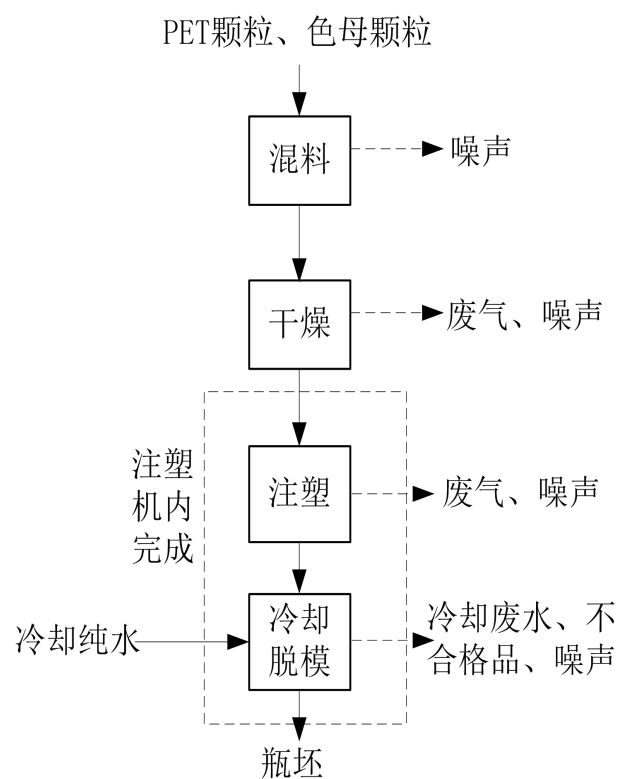 PET颗粒、色母颗粒
混料
噪声
干燥
废气、噪声
注塑
机内
完成
注塑
废气、噪声
冷却纯水
冷却
脱模
冷却废水、不
合格品、噪声
瓶坯